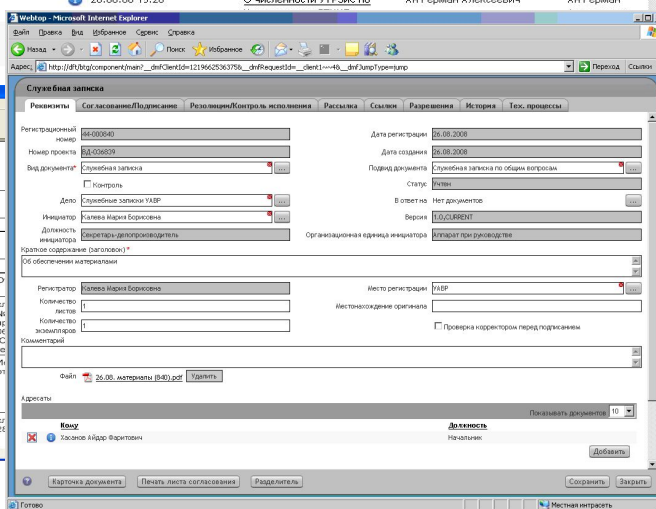 26.08.08 19:20
Webtop - Microsoft Internet Explorer
Файл Правка Вид Избранное Сервис Справка
Назад Поиск Избранное
Адрес: http://dft/btg/component/main?__dmfClientId=1219662536375&__dmfRequestId=__client1~~4&__dmfJumpType=jump Переход Ссылки
Служебная записка
Реквизиты Согласование/Подписание Резолюции/Контроль исполнения Рассылка Ссылки Разрешения История Тех. процессы
Регистрационный номер 44-000840 Дата регистрации 26.08.2008
Номер проекта ВД-036839 Дата создания 26.08.2008
Вид документа* Служебная записка ... Подвид документа Служебная записка по общим вопросам ...
Контроль Статус Учтен
Дело Служебные записки УАВР ... В ответ на Нет документов ...
Инициатор Калева Мария Борисовна ... Версия 1.0,CURRENT
Должность инициатора Секретарь-делопроизводитель Организационная единица инициатора Аппарат при руководстве
Краткое содержание (заголовок) *
Об обеспечении материалами
Регистратор Калева Мария Борисовна Место регистрации УАВР ...
Количество листов 1 Местонахождение оригинала
Количество экземпляров 1 Проверка корректором перед подписанием
Комментарий
Файл 26.08. материалы (840).pdf Удалить
Адресаты
Показывать документов 10
Кому Должность
Хасанов Айдар Фаритович Начальник
Добавить
Карточка документа Печать листа согласования Разделитель Сохранить Закрыть
Готово Местная интрасеть